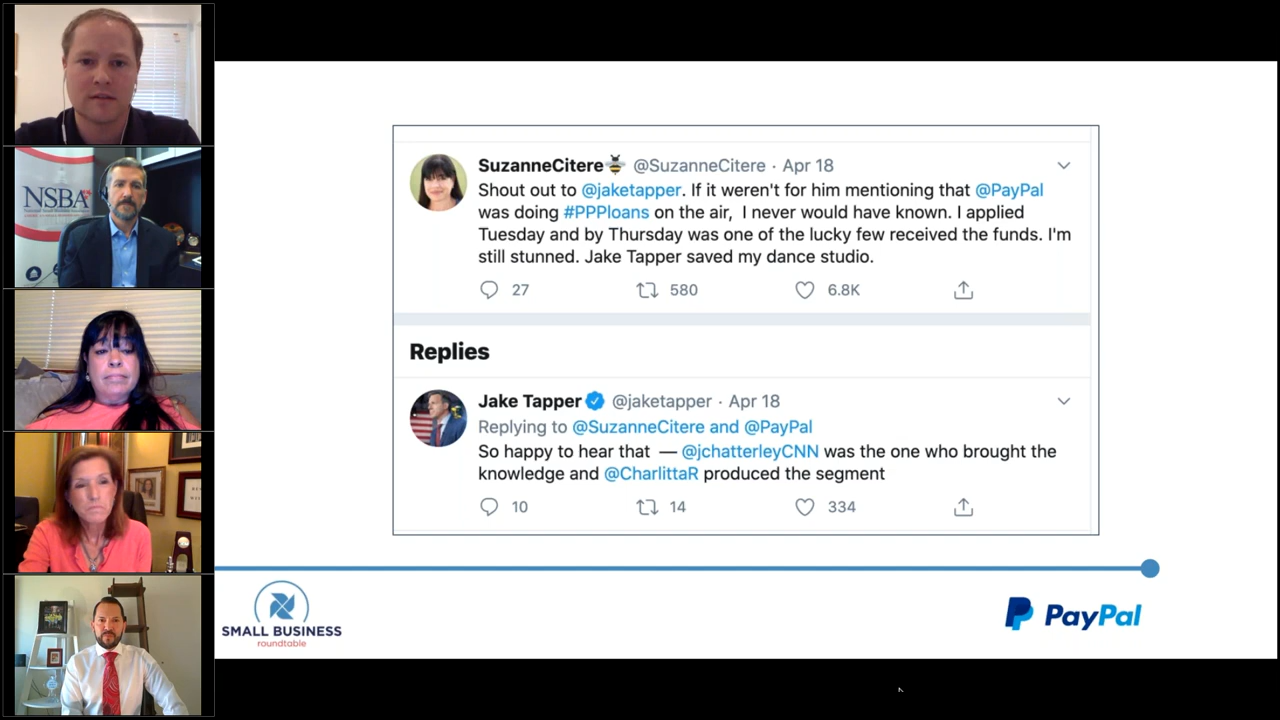 NSBA
SuzanneCitere🐝 @SuzanneCitere · Apr 18
Shout out to @jaketapper. If it weren't for him mentioning that @PayPal
was doing #PPPloans on the air, I never would have known. I applied
Tuesday and by Thursday was one of the lucky few received the funds. I'm
still stunned. Jake Tapper saved my dance studio.
27 580 6.8K
Replies
Jake Tapper @jaketapper · Apr 18
Replying to @SuzanneCitere and @PayPal
So happy to hear that — @jchatterleyCNN was the one who brought the
knowledge and @CharlittaR produced the segment
10 14 334
SMALL BUSINESS
roundtable
PayPal